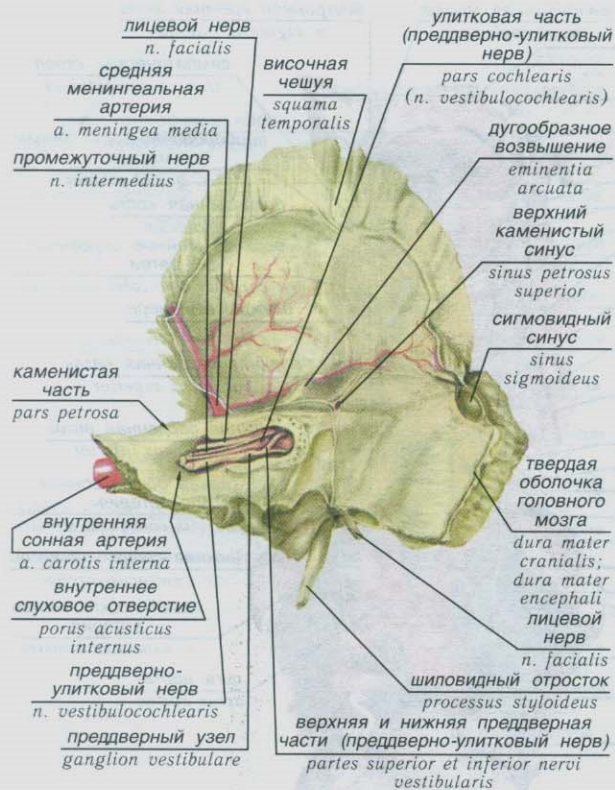 лицевой нерв
n. facialis
средняя
менингеальная
артерия
a. meningea media
промежуточный нерв
n. intermedius
височная
чешуя
squama
temporalis
улитковая часть
(преддверно-улитковый
нерв)
pars cochlearis
(n. vestibulocochlearis)
дугообразное
возвышение
eminentia
arcuata
верхний
каменистый
синус
sinus petrosus
superior
сигмовидный
синус
sinus
sigmoideus
каменистая
часть
pars petrosa
внутренняя
сонная артерия
a. carotis interna
внутреннее
слуховое отверстие
porus acusticus
internus
преддверно-
улитковый нерв
n. vestibulocochlearis
преддверный узел
ganglion vestibulare
твердая
оболочка
головного
мозга
dura mater
cranialis;
dura mater
encephali
лицевой
нерв
n. facialis
шиловидный отросток
processus styloideus
верхняя и нижняя преддверная
части (преддверно-улитковый нерв)
partes superior et inferior nervi
vestibularis